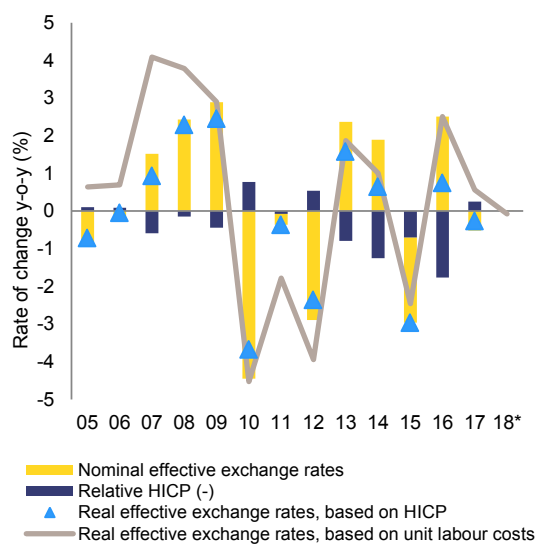 Rate of change y-o-y (%)
5
4
3
2
1
0
-1
-2
-3
-4
-5
05 06 07 08 09 10 11 12 13 14 15 16 17 18*
Nominal effective exchange rates
Relative HICP (-)
Real effective exchange rates, based on HICP
Real effective exchange rates, based on unit labour costs